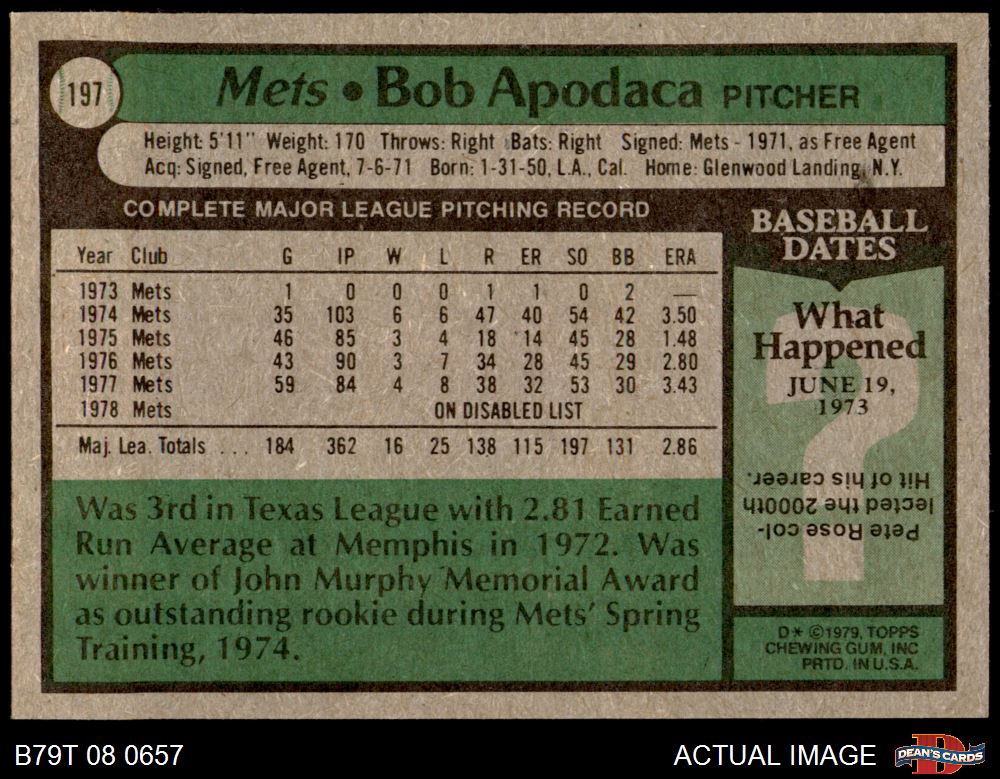 197
Mets • Bob Apodaca PITCHER
Height: 5'11" Weight: 170 Throws: Right Bats: Right Signed: Mets - 1971, as Free Agent
Acq: Signed, Free Agent, 7-6-71 Born: 1-31-50, L.A., Cal. Home: Glenwood Landing, N.Y.
COMPLETE MAJOR LEAGUE PITCHING RECORD
Year Club G IP W L R ER SO BB ERA
1973 Mets 1 0 0 0 1 1 0 2 —
1974 Mets 35 103 6 6 47 40 54 42 3.50
1975 Mets 46 85 3 4 18 14 45 28 1.48
1976 Mets 43 90 3 7 34 28 45 29 2.80
1977 Mets 59 84 4 8 38 32 53 30 3.43
1978 Mets ON DISABLED LIST
Maj. Lea. Totals ... 184 362 16 25 138 115 197 131 2.86
Was 3rd in Texas League with 2.81 Earned
Run Average at Memphis in 1972. Was
winner of John Murphy Memorial Award
as outstanding rookie during Mets' Spring
Training, 1974.
BASEBALL
DATES
What
Happened
JUNE 19,
1973
?
Pete Rose col-
lected the 2000th
Hit of his career.
D* ©1979, TOPPS
CHEWING GUM, INC
PRTD. IN U.S.A.
B79T 08 0657
ACTUAL IMAGE
D
DEAN'S CARDS